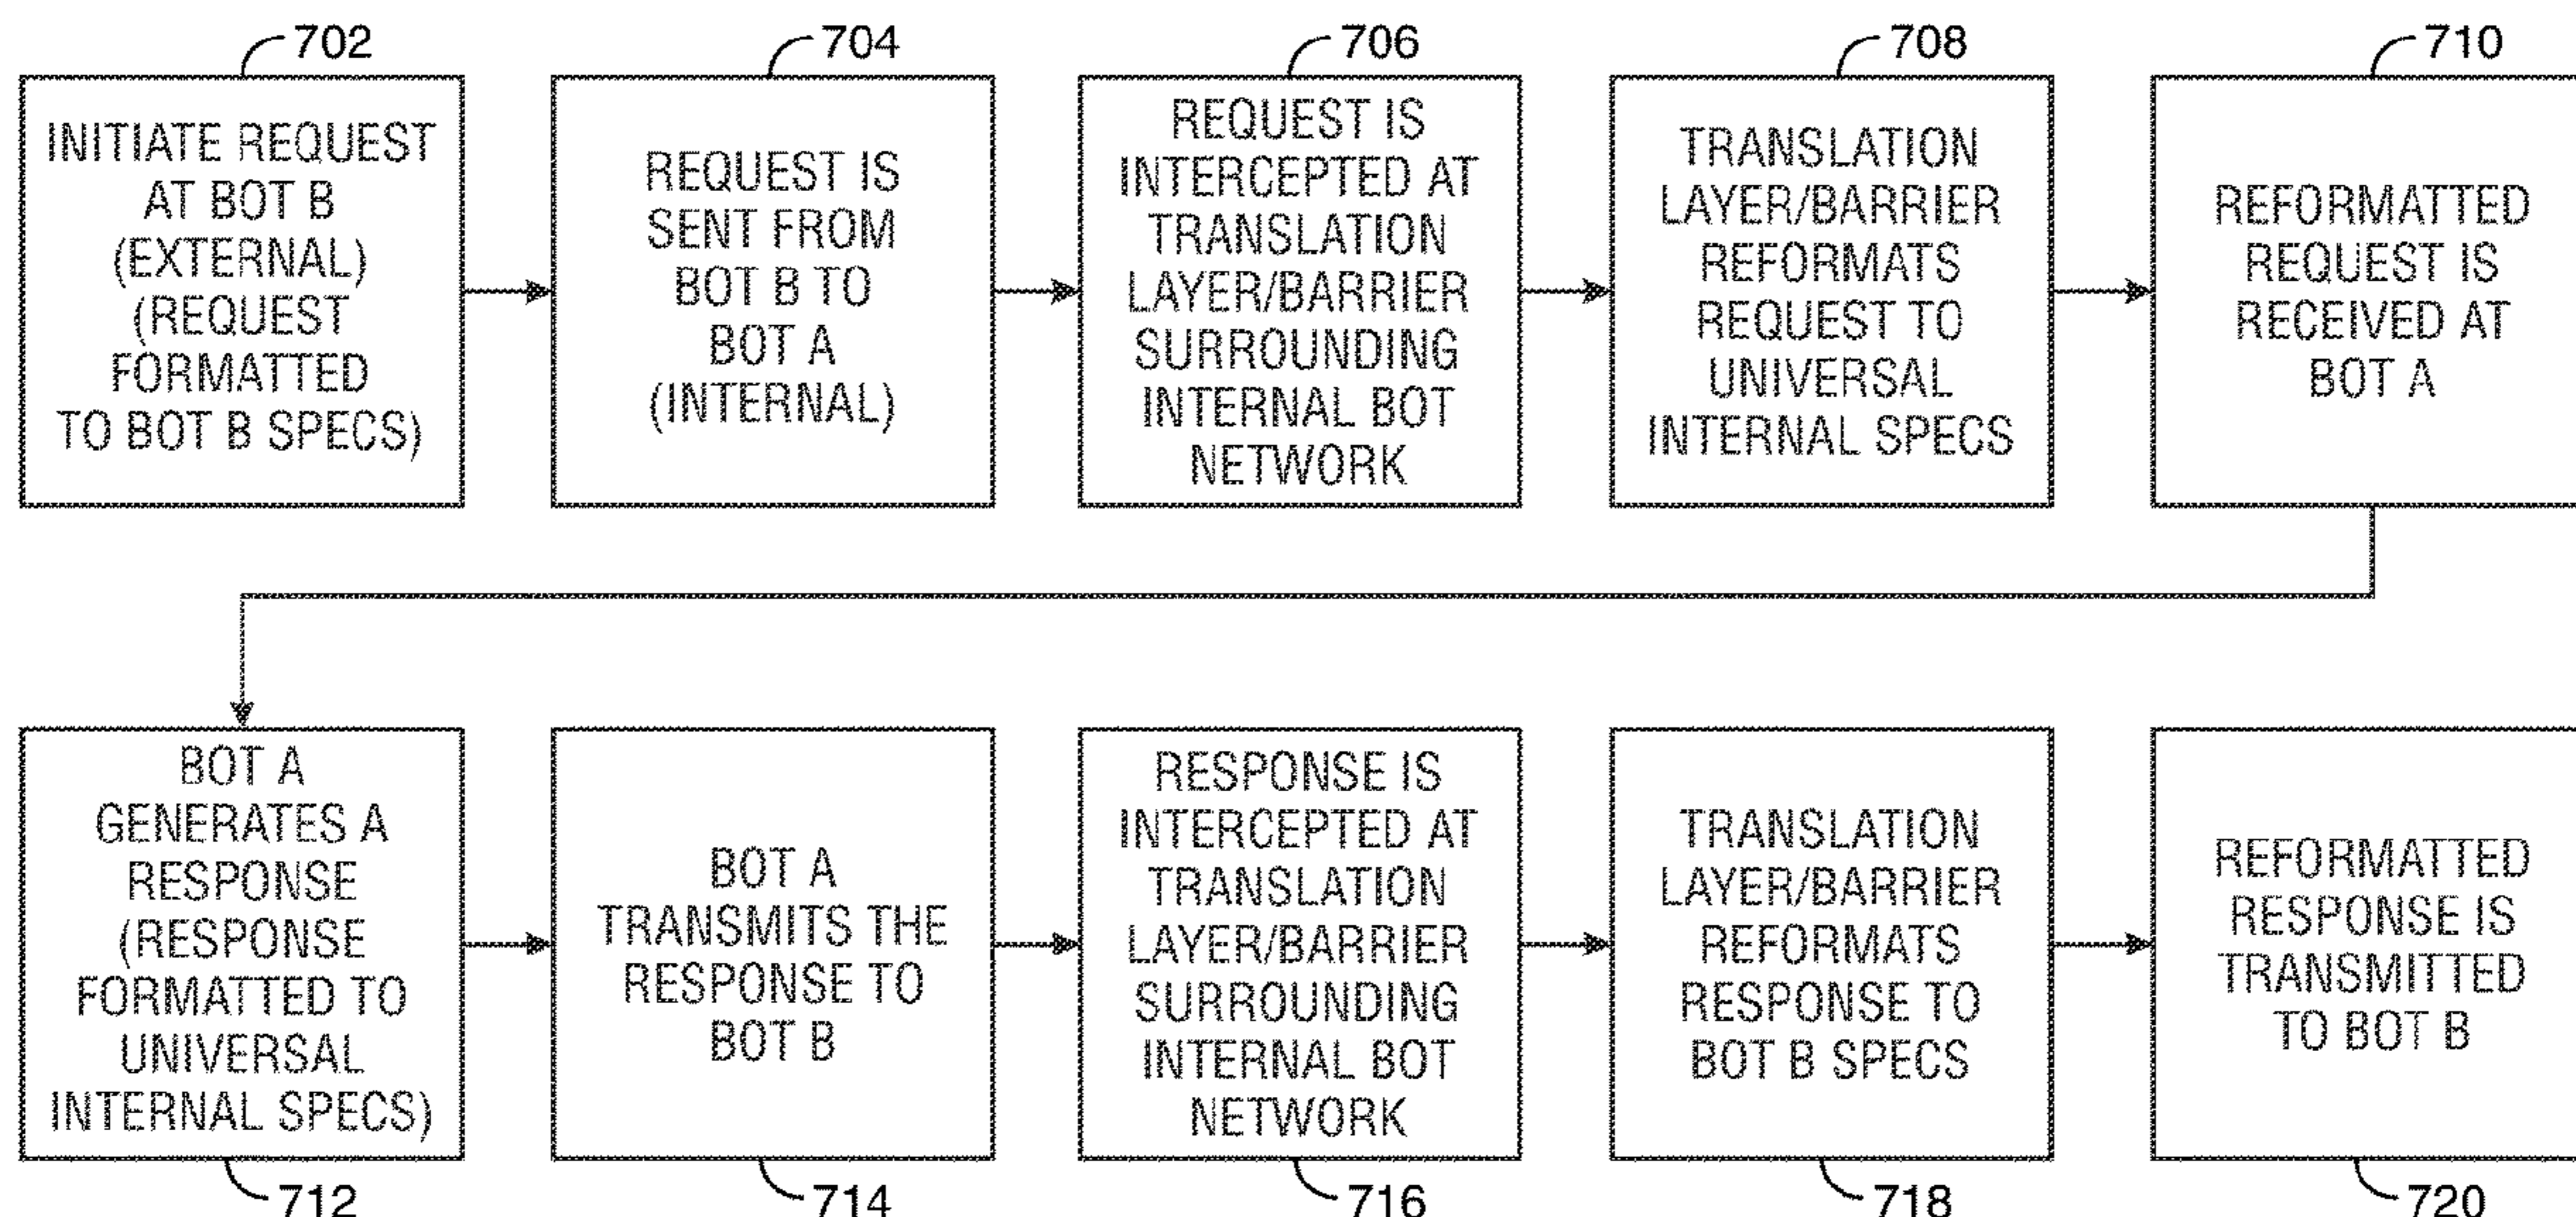 702
INITIATE REQUEST
AT BOT B
(EXTERNAL)
(REQUEST
FORMATTED
TO BOT B SPECS)
704
REQUEST IS
SENT FROM
BOT B TO
BOT A
(INTERNAL)
706
REQUEST IS
INTERCEPTED AT
TRANSLATION
LAYER/BARRIER
SURROUNDING
INTERNAL BOT
NETWORK
708
TRANSLATION
LAYER/BARRIER
REFORMATS
REQUEST TO
UNIVERSAL
INTERNAL SPECS
710
REFORMATTED
REQUEST IS
RECEIVED AT
BOT A
BOT A
GENERATES A
RESPONSE
(RESPONSE
FORMATTED TO
UNIVERSAL
INTERNAL SPECS)
712
BOT A
TRANSMITS THE
RESPONSE TO
BOT B
714
RESPONSE IS
INTERCEPTED AT
TRANSLATION
LAYER/BARRIER
SURROUNDING
INTERNAL BOT
NETWORK
716
TRANSLATION
LAYER/BARRIER
REFORMATS
RESPONSE TO
BOT B SPECS
718
REFORMATTED
RESPONSE IS
TRANSMITTED
TO BOT B
720